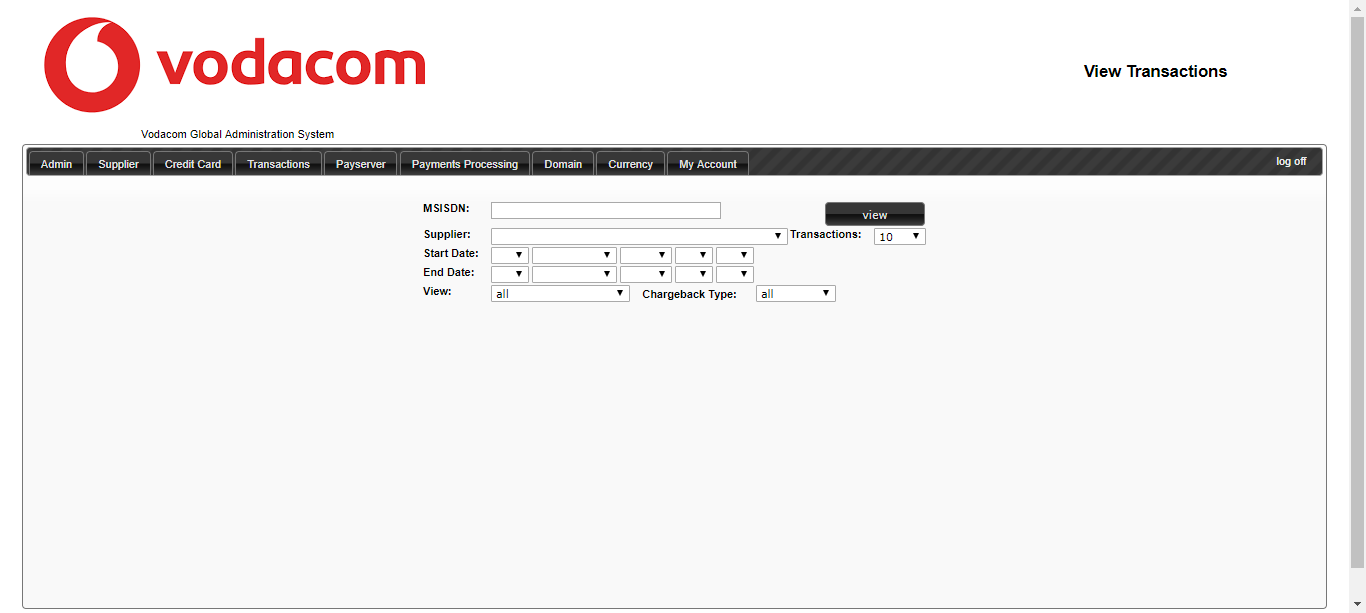 vodacom
View Transactions
Vodacom Global Administration System
Admin Supplier Credit Card Transactions Payserver Payments Processing Domain Currency My Account log off
MSISDN: view
Supplier: Transactions: 10
Start Date:
End Date:
View: all Chargeback Type: all